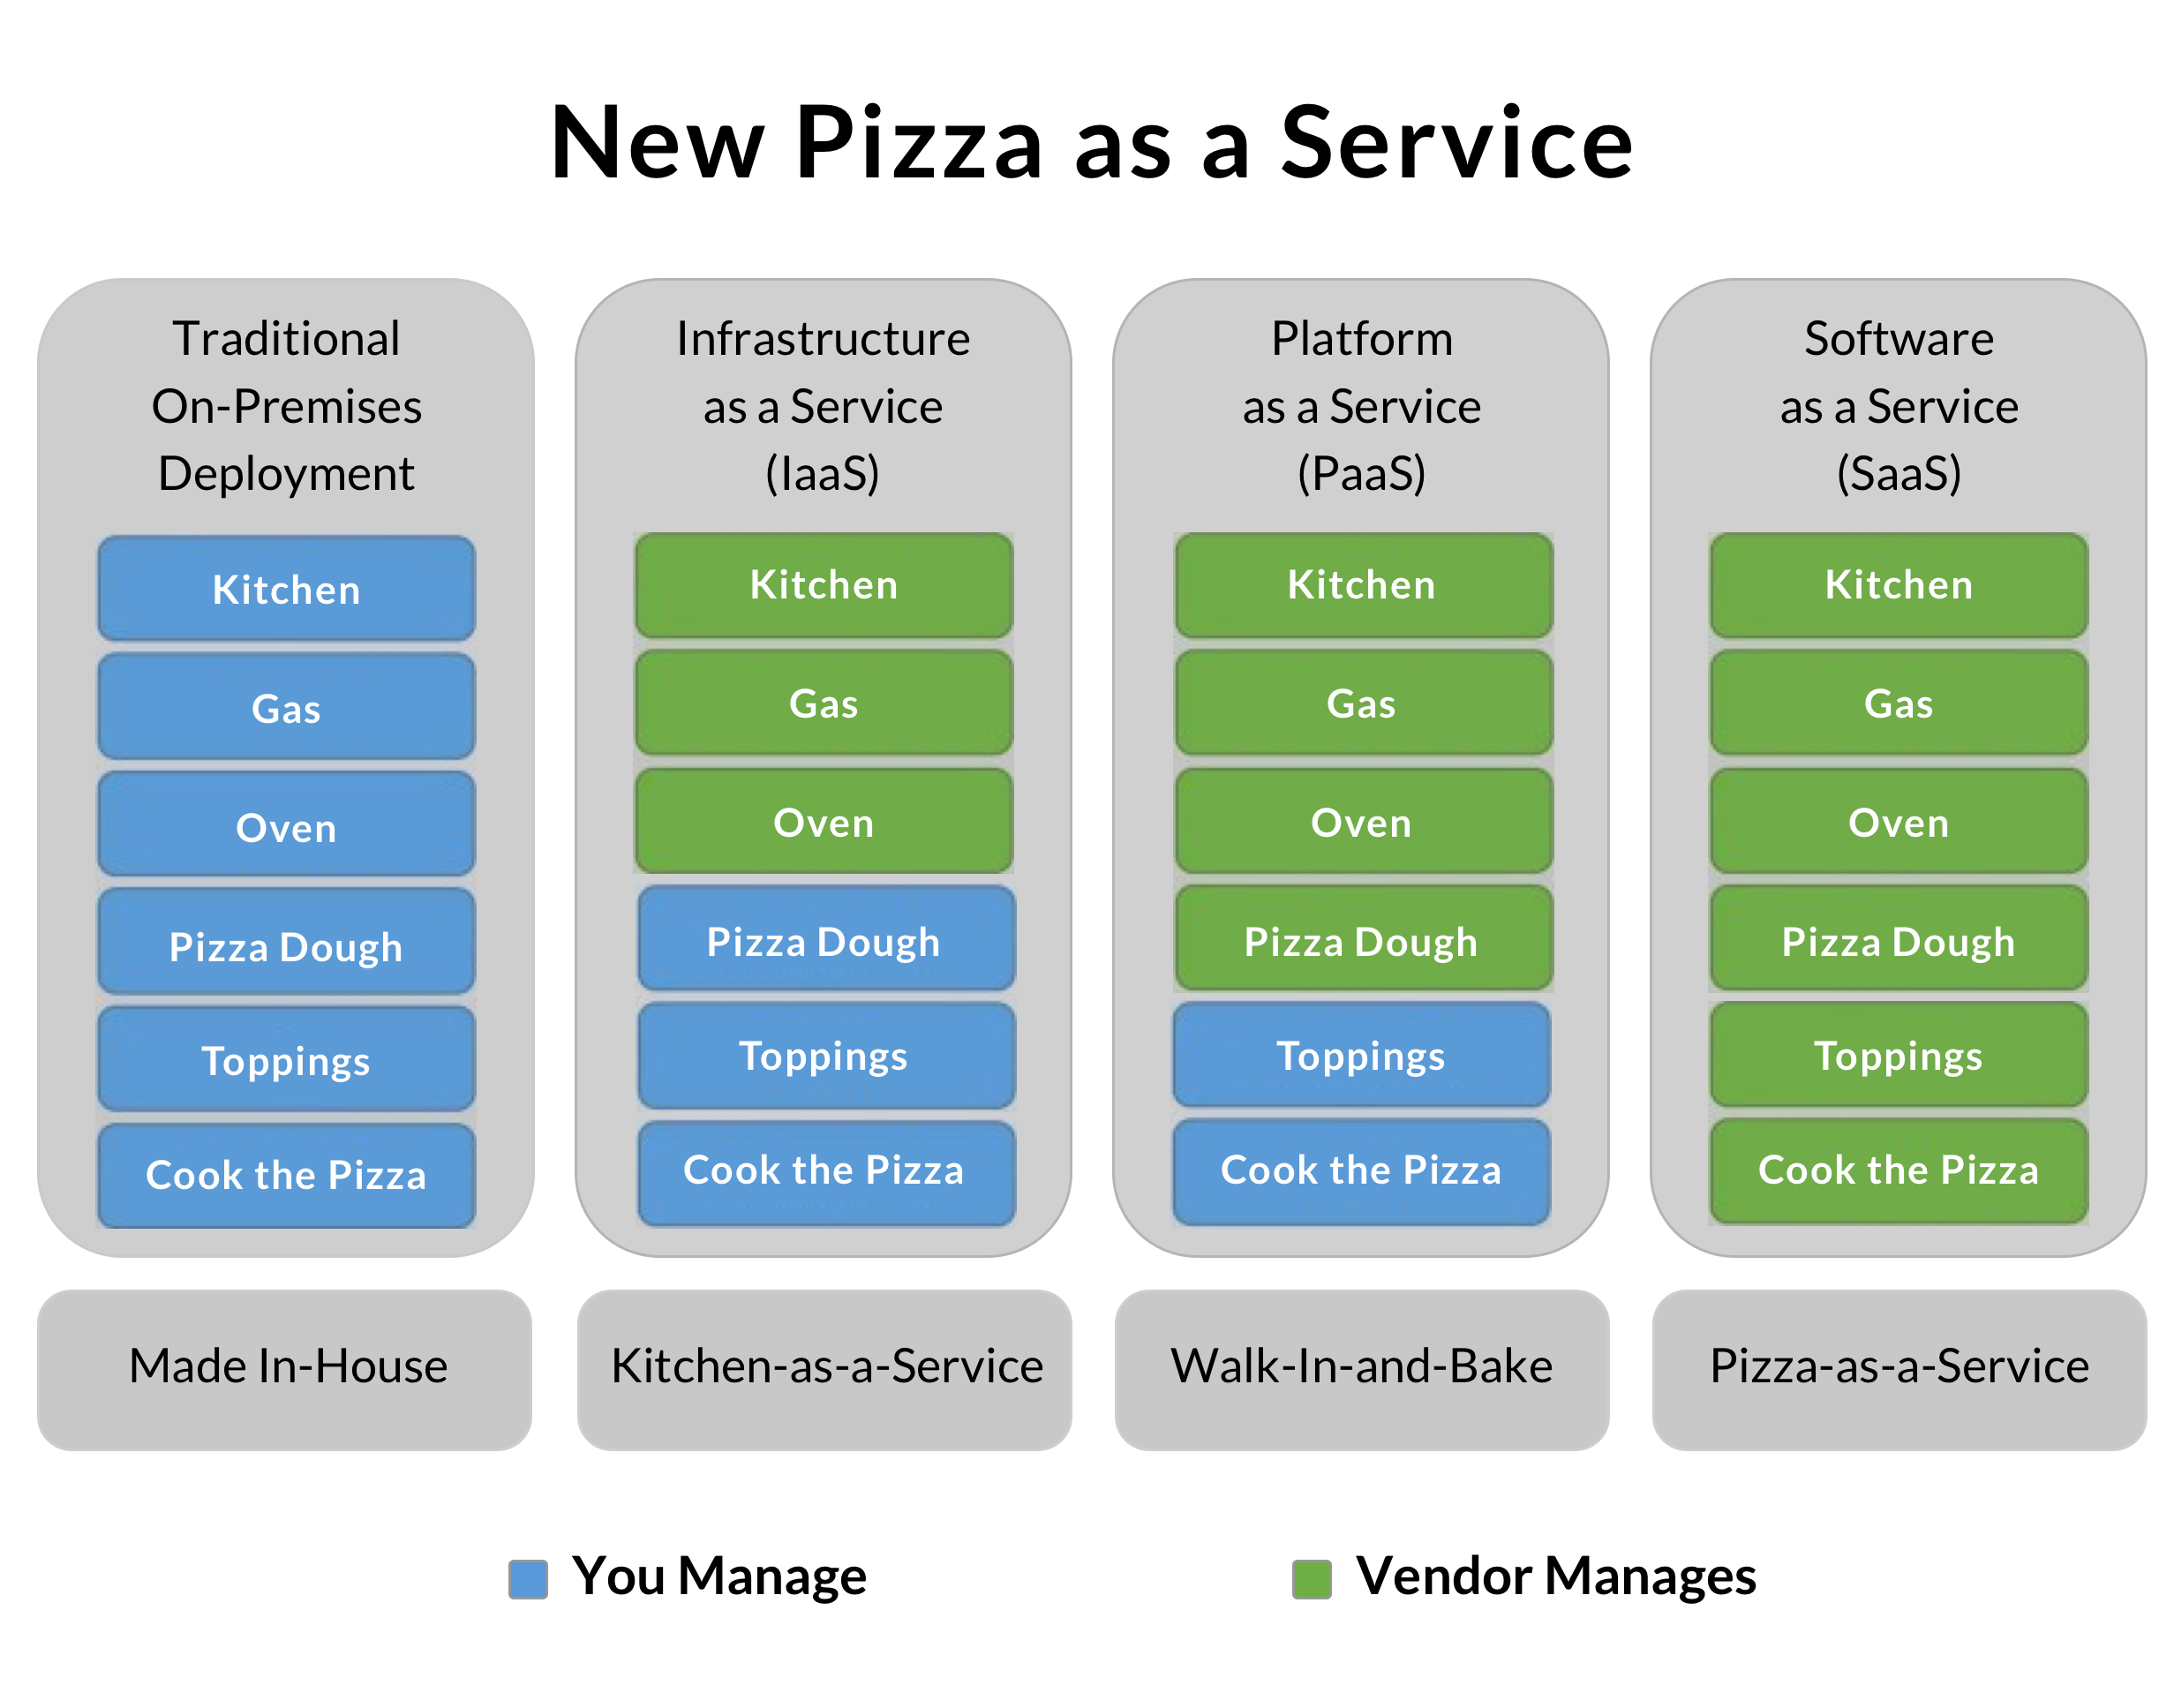 New Pizza as a Service
Traditional
On-Premises
Deployment
Kitchen
Gas
Oven
Pizza Dough
Toppings
Cook the Pizza
Made In-House
Infrastructure
as a Service
(IaaS)
Kitchen
Gas
Oven
Pizza Dough
Toppings
Cook the Pizza
Kitchen-as-a-Service
Platform
as a Service
(PaaS)
Kitchen
Gas
Oven
Pizza Dough
Toppings
Cook the Pizza
Walk-In-and-Bake
Software
as a Service
(SaaS)
Kitchen
Gas
Oven
Pizza Dough
Toppings
Cook the Pizza
Pizza-as-a-Service
You Manage
Vendor Manages